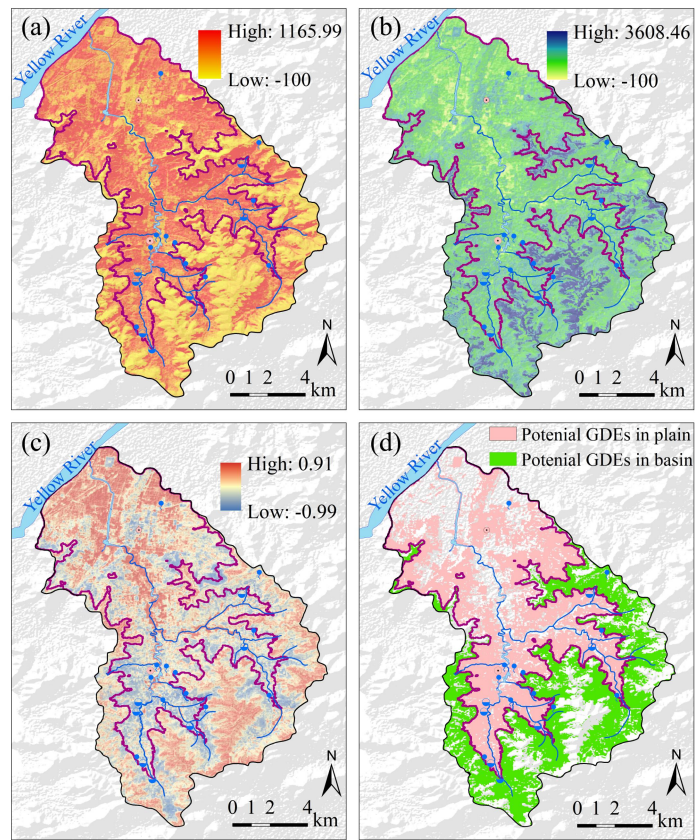 (a)
High: 1165.99
Low: -100
Yellow River
N
0 1 2 4
km
(b)
High: 3608.46
Low: -100
Yellow River
N
0 1 2 4
km
(c)
High: 0.91
Low: -0.99
Yellow River
N
0 1 2 4
km
(d)
Potenial GDEs in plain
Potenial GDEs in basin
Yellow River
N
0 1 2 4
km